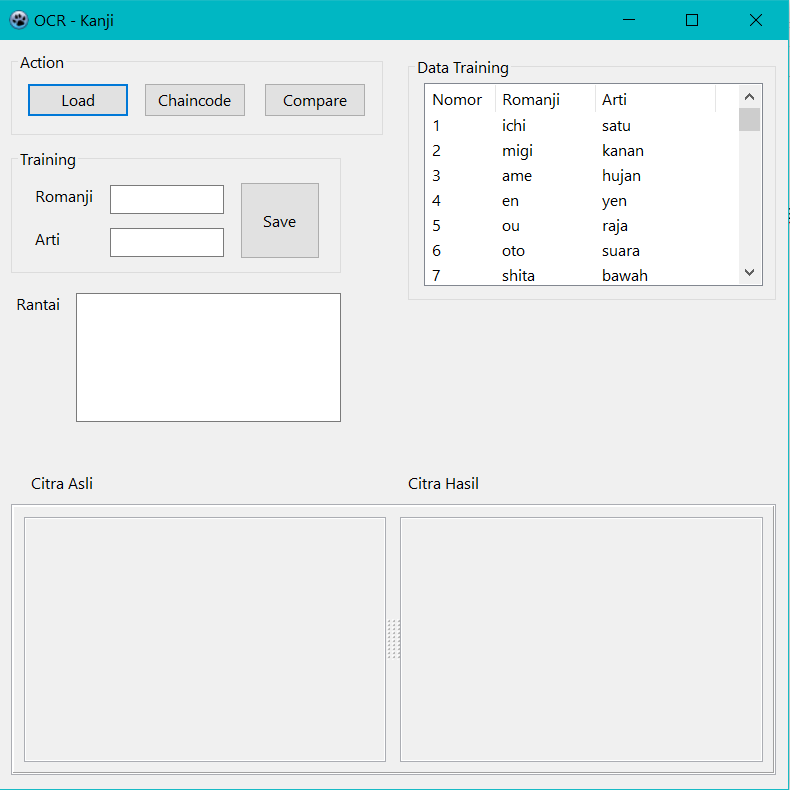 OCR - Kanji
Action
Load Chaincode Compare
Training
Romanji
Arti
Save
Rantai
Data Training
Nomor Romanji Arti
1 ichi satu
2 migi kanan
3 ame hujan
4 en yen
5 ou raja
6 oto suara
7 shita bawah
Citra Asli
Citra Hasil